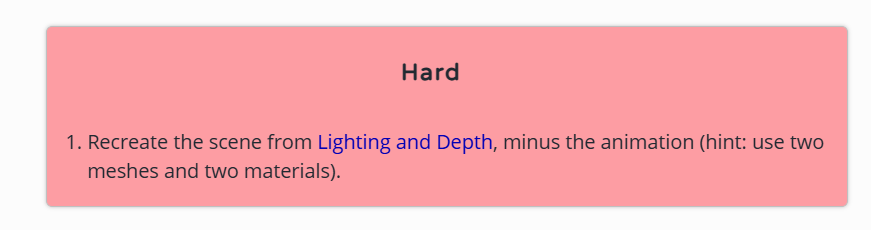 Hard
1. Recreate the scene from Lighting and Depth, minus the animation (hint: use two
meshes and two materials).